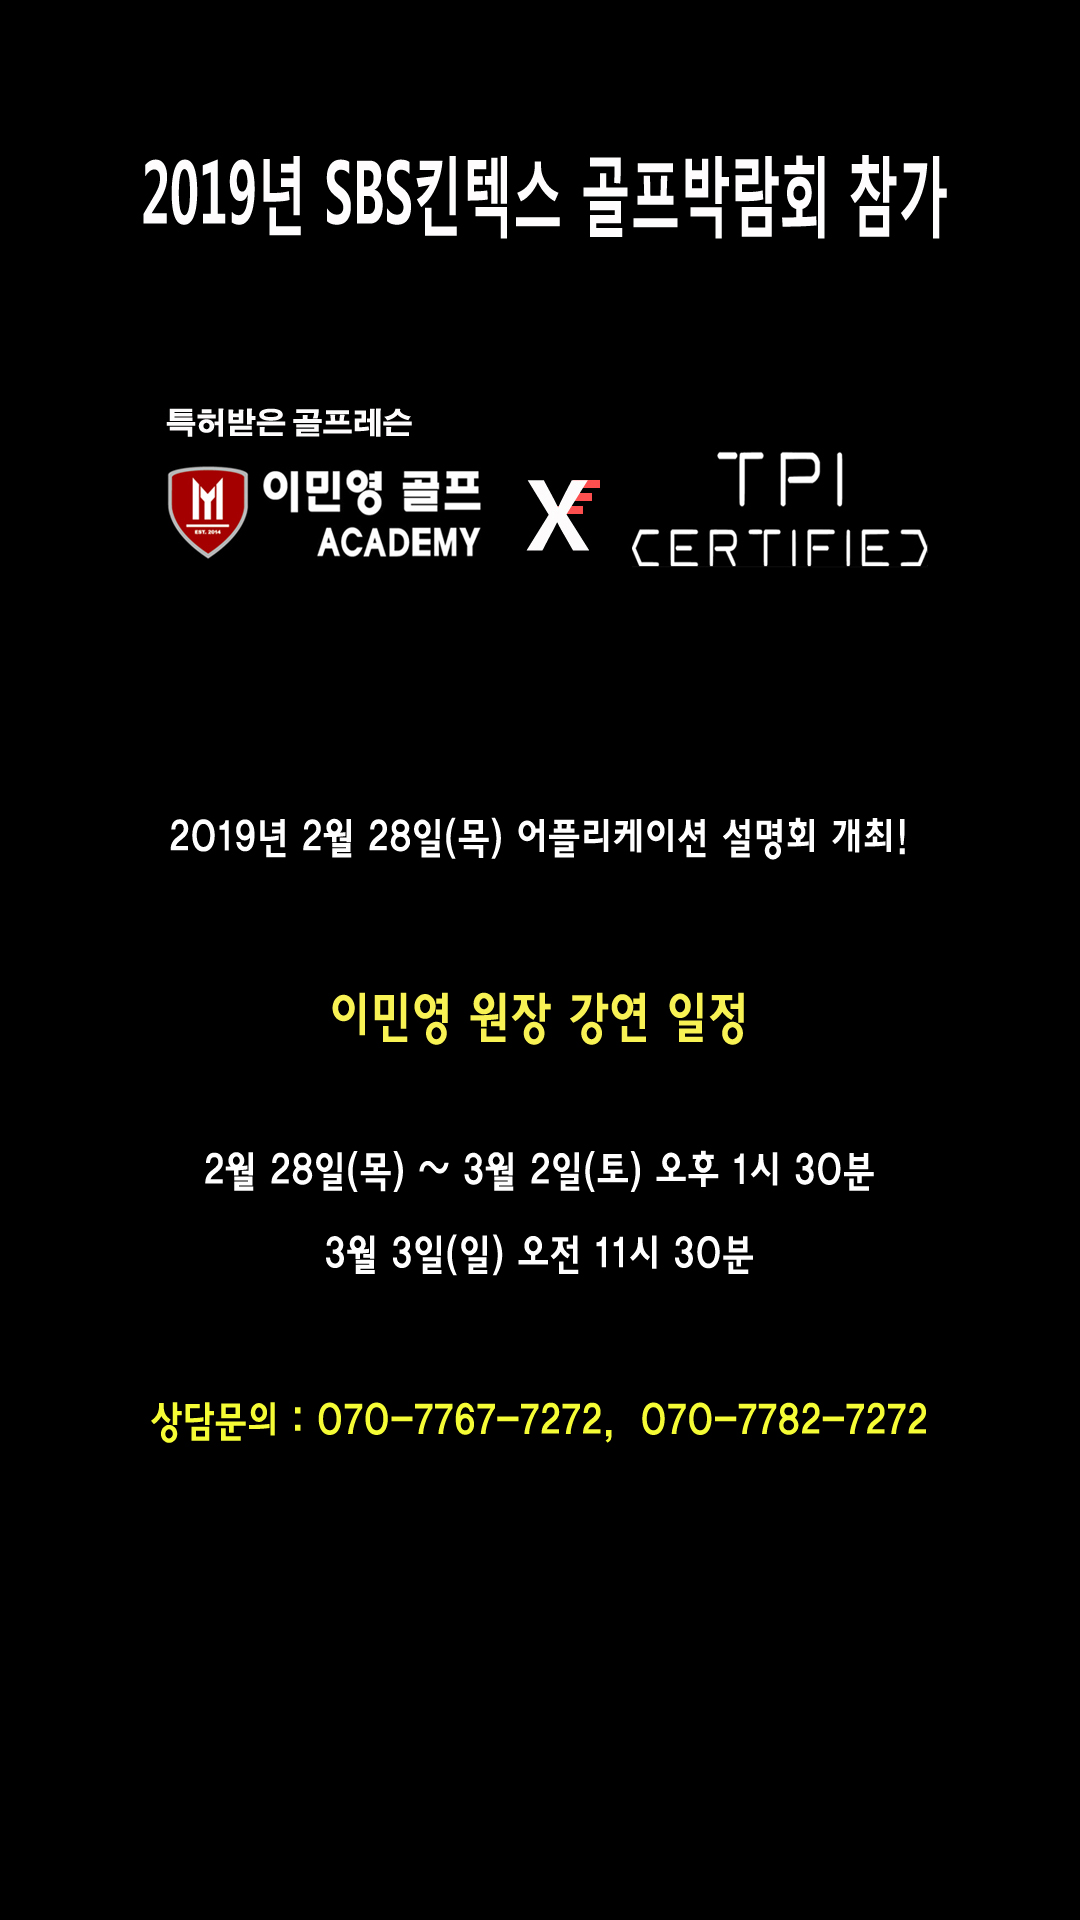 2019년 SBS킨텍스 골프박람회 참가
특허받은 골프레슨
이민영 골프
ACADEMY
EST. 2014
X
TPI
CERTIFIED
2019년 2월 28일(목) 어플리케이션 설명회 개최!
이민영 원장 강연 일정
2월 28일(목) ~ 3월 2일(토) 오후 1시 30분
3월 3일(일) 오전 11시 30분
상담문의 : 070-7767-7272, 070-7782-7272